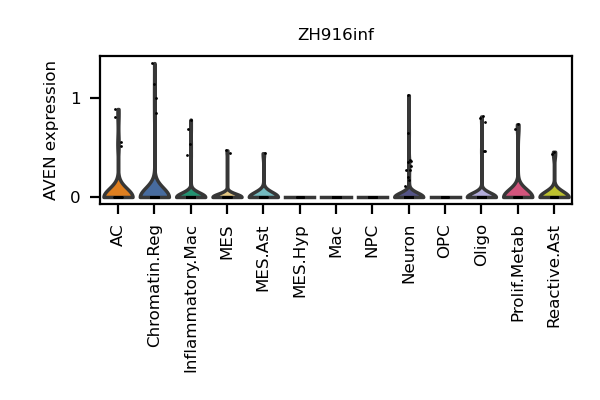 ZH916inf
AVEN expression
1
0
AC
Chromatin.Reg
Inflammatory.Mac
MES
MES.Ast
MES.Hyp
Mac
NPC
Neuron
OPC
Oligo
Prolif.Metab
Reactive.Ast